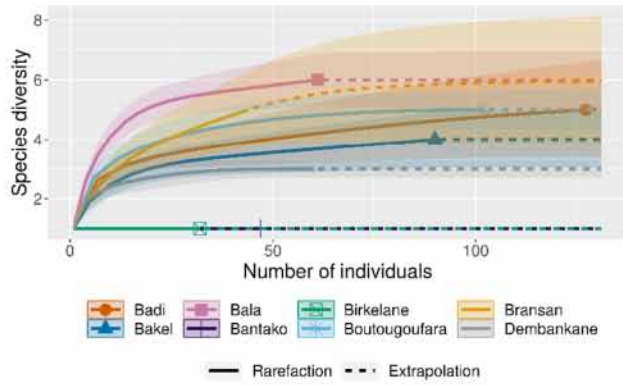 8
6
4
2
Species diversity
0 50 100
Number of individuals
Badi Bala Birkelane Bransan
Bakel Bantako Boutougoufara Dembankane
Rarefaction Extrapolation